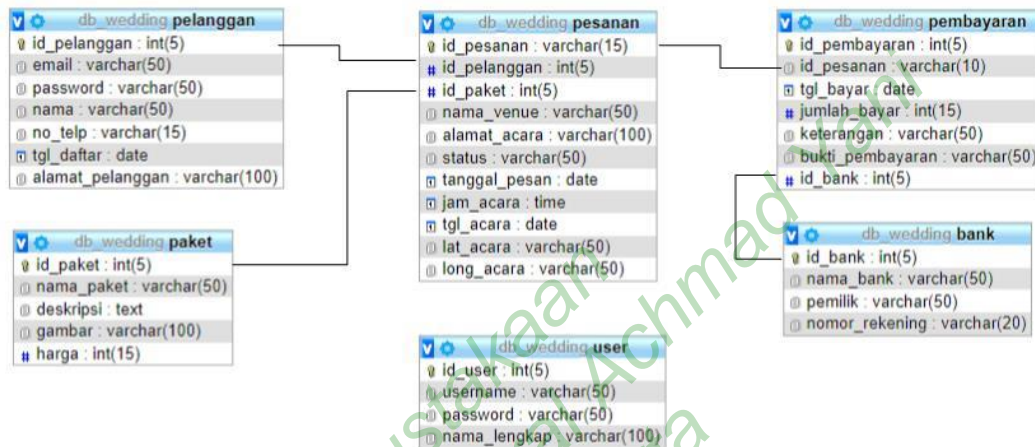 db_wedding pelanggan
id_pelanggan : int(5)
email : varchar(50)
password : varchar(50)
nama : varchar(50)
no_telp : varchar(15)
tgl_daftar : date
alamat_pelanggan : varchar(100)
db_wedding pesanan
id_pesanan : varchar(15)
id_pelanggan : int(5)
id_paket : int(5)
nama_venue : varchar(50)
alamat_acara : varchar(100)
status : varchar(50)
tanggal_pesan : date
jam_acara : time
tgl_acara : date
lat_acara : varchar(50)
long_acara : varchar(50)
db_wedding pembayaran
id_pembayaran : int(5)
id_pesanan : varchar(10)
tgl_bayar : date
jumlah_bayar : int(15)
keterangan : varchar(50)
bukti_pembayaran : varchar(50)
id_bank : int(5)
db_wedding paket
id_paket : int(5)
nama_paket : varchar(50)
deskripsi : text
gambar : varchar(100)
harga : int(15)
db_wedding bank
id_bank : int(5)
nama_bank : varchar(50)
pemilik : varchar(50)
nomor_rekening : varchar(20)
db_wedding user
id_user : int(5)
username : varchar(50)
password : varchar(50)
nama_lengkap : varchar(100)
Achmad Yani